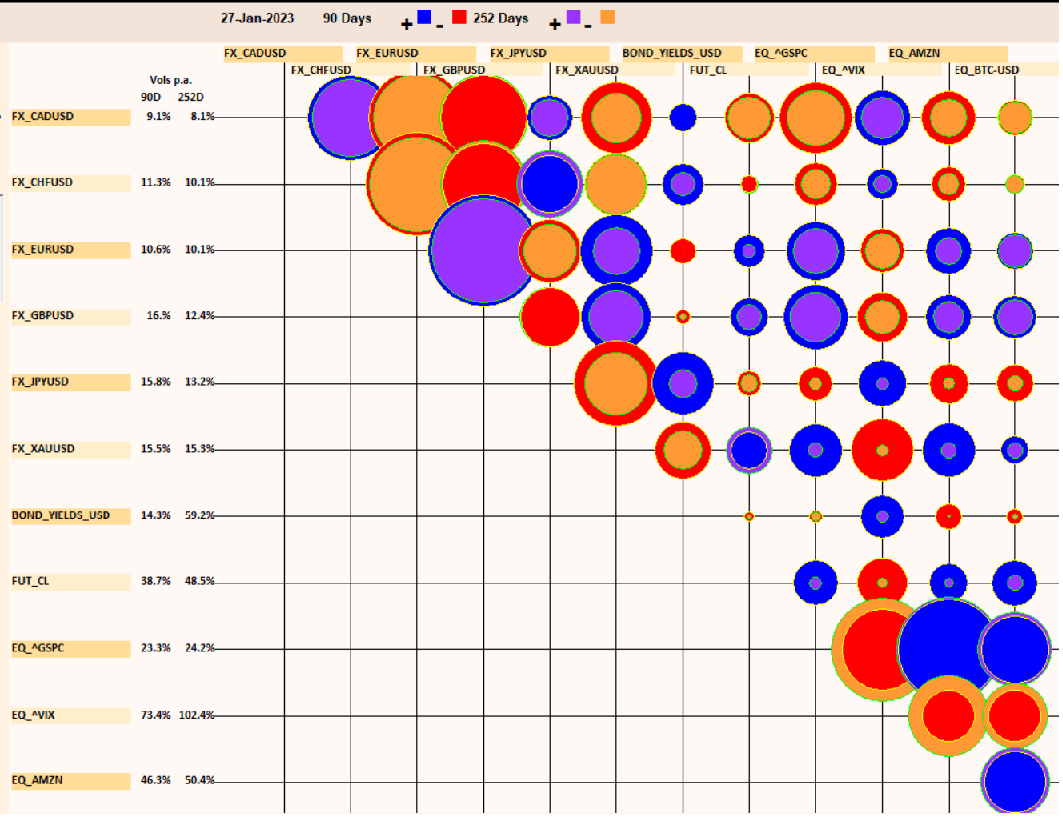 27-Jan-2023 90 Days + - 252 Days + -
FX_CADUSD FX_EURUSD FX_JPYUSD BOND_YIELDS_USD EQ_^GSPC EQ_AMZN
FX_CHFUSD FX_GBPUSD FX_XAUUSD FUT_CL EQ_^VIX EQ_BTC-USD
Vols p.a.
90D 252D
FX_CADUSD 9.1% 8.1%
FX_CHFUSD 11.3% 10.1%
FX_EURUSD 10.6% 10.1%
FX_GBPUSD 16.% 12.4%
FX_JPYUSD 15.8% 13.2%
FX_XAUUSD 15.5% 15.3%
BOND_YIELDS_USD 14.3% 59.2%
FUT_CL 38.7% 48.5%
EQ_^GSPC 23.3% 24.2%
EQ_^VIX 73.4% 102.4%
EQ_AMZN 46.3% 50.4%